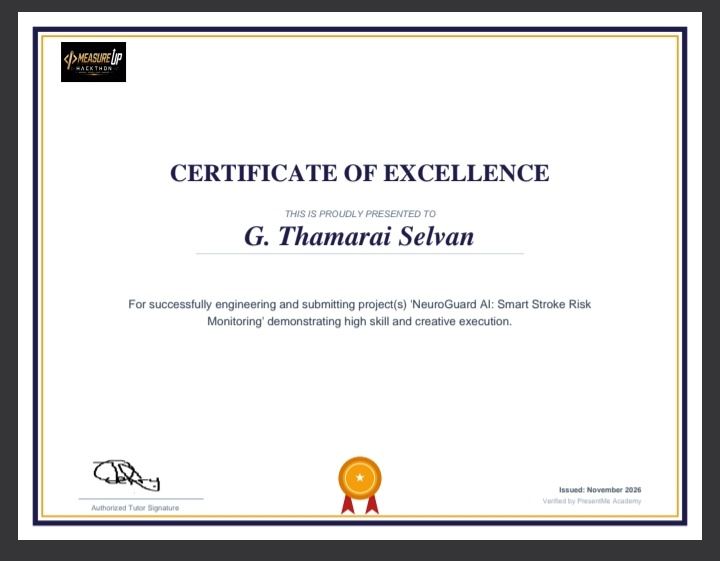 MEASURE UP
HACKTHON
CERTIFICATE OF EXCELLENCE
THIS IS PROUDLY PRESENTED TO
G. Thamarai Selvan
For successfully engineering and submitting project(s) 'NeuroGuard AI: Smart Stroke Risk
Monitoring' demonstrating high skill and creative execution.
Authorized Tutor Signature
Issued: November 2026
Verified by PresentMe Academy